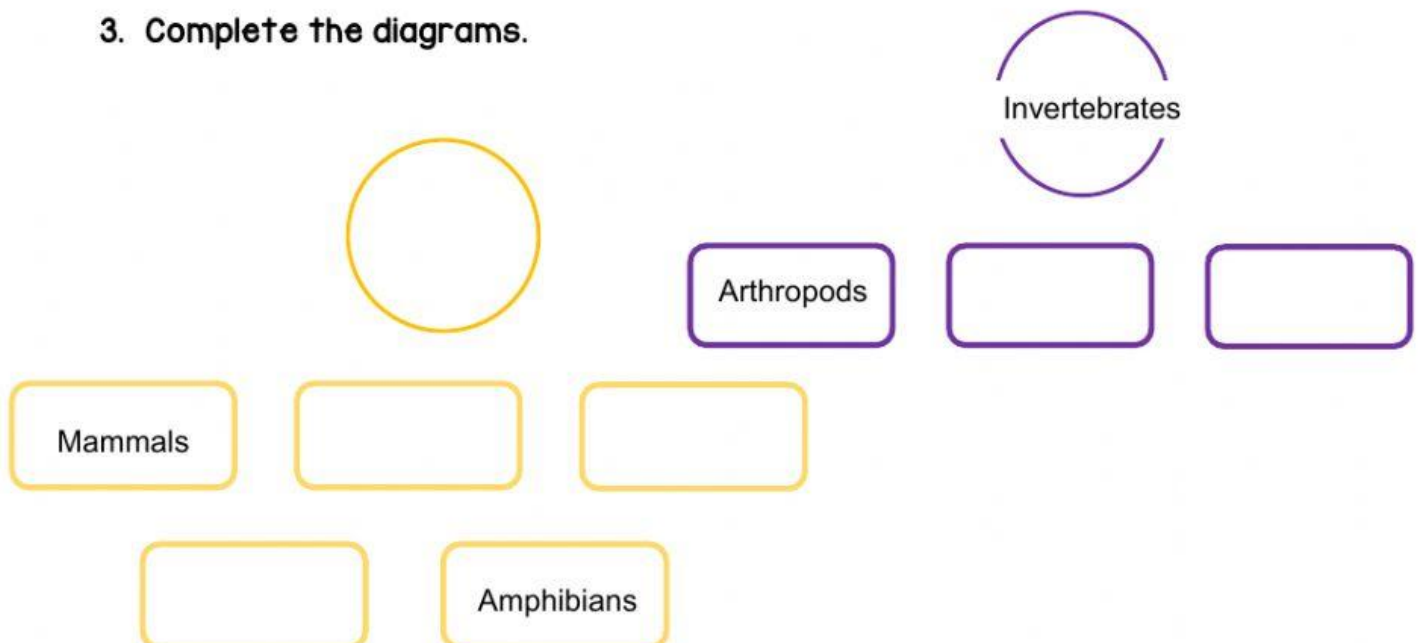 3. Complete the diagrams.
Invertebrates
Arthropods
Mammals
Amphibians